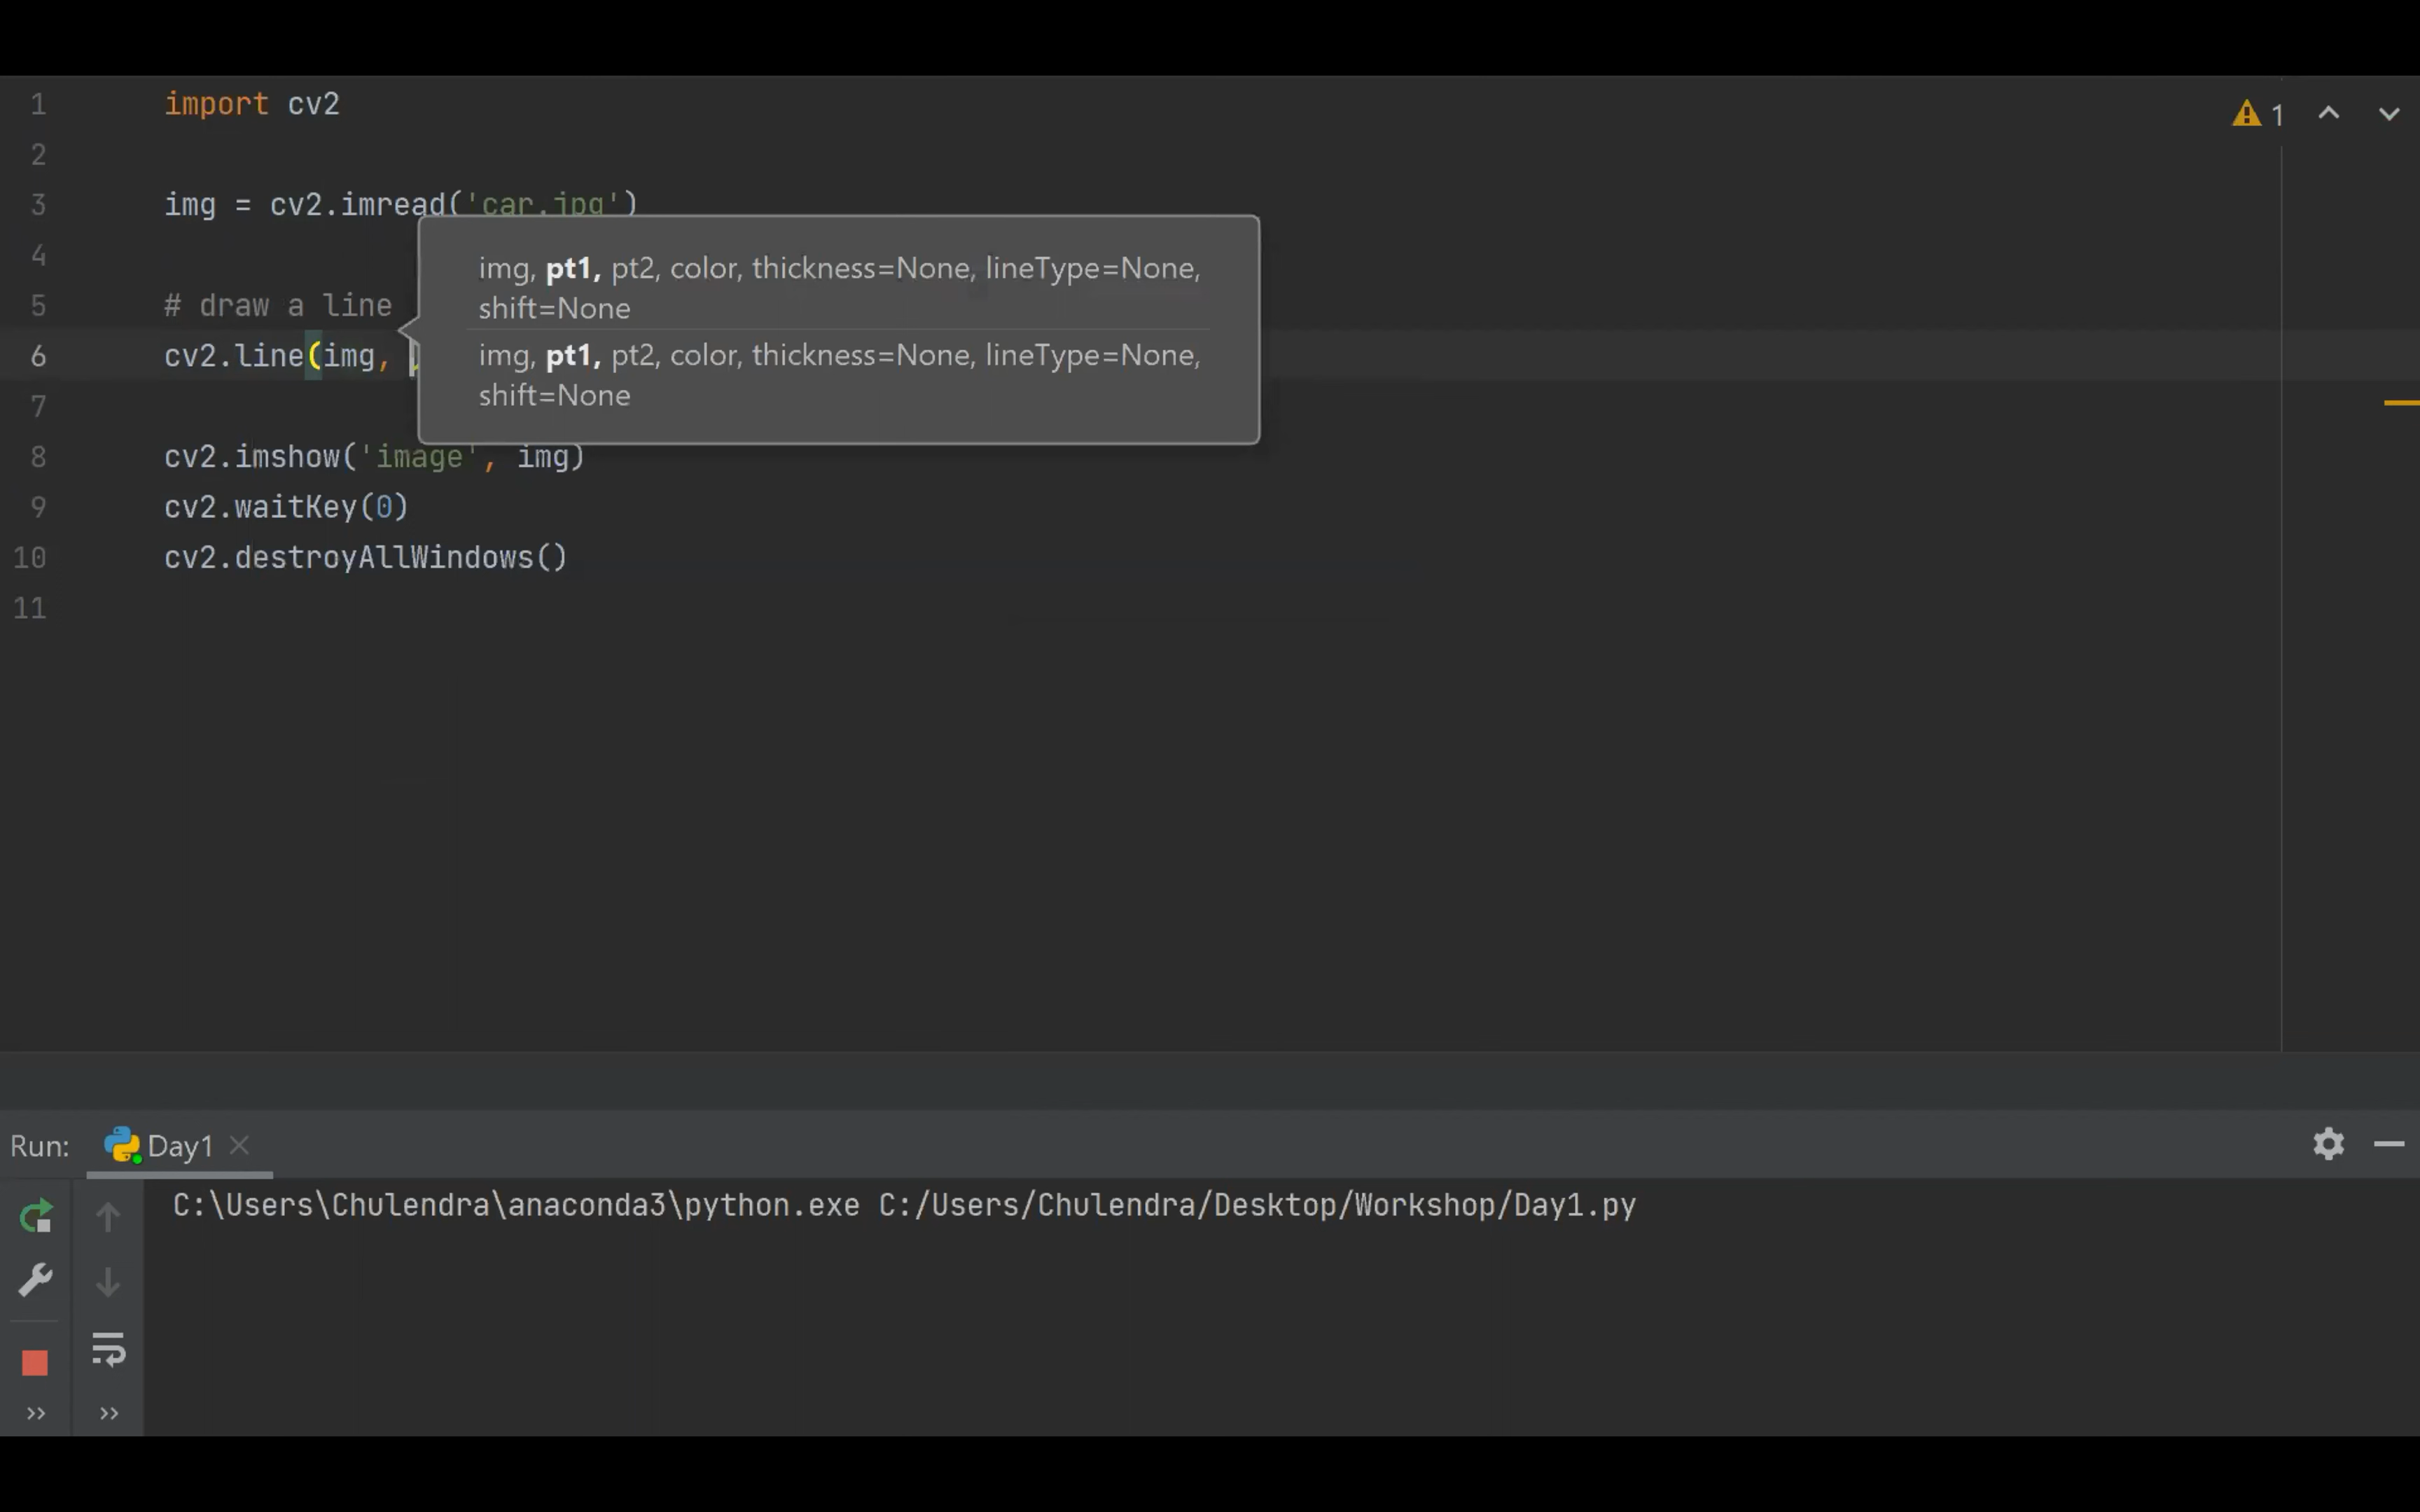 1 import cv2
2
3 img = cv2.imread('car.jpg')
4
5 # draw a line
6 cv2.line(img,
img, pt1, pt2, color, thickness=None, lineType=None,
shift=None
img, pt1, pt2, color, thickness=None, lineType=None,
shift=None
7
8 cv2.imshow('image', img)
9 cv2.waitKey(0)
10 cv2.destroyAllWindows()
11
1
Run: Day1
C:\Users\Chulendra\anaconda3\python.exe C:/Users/Chulendra/Desktop/Workshop/Day1.py